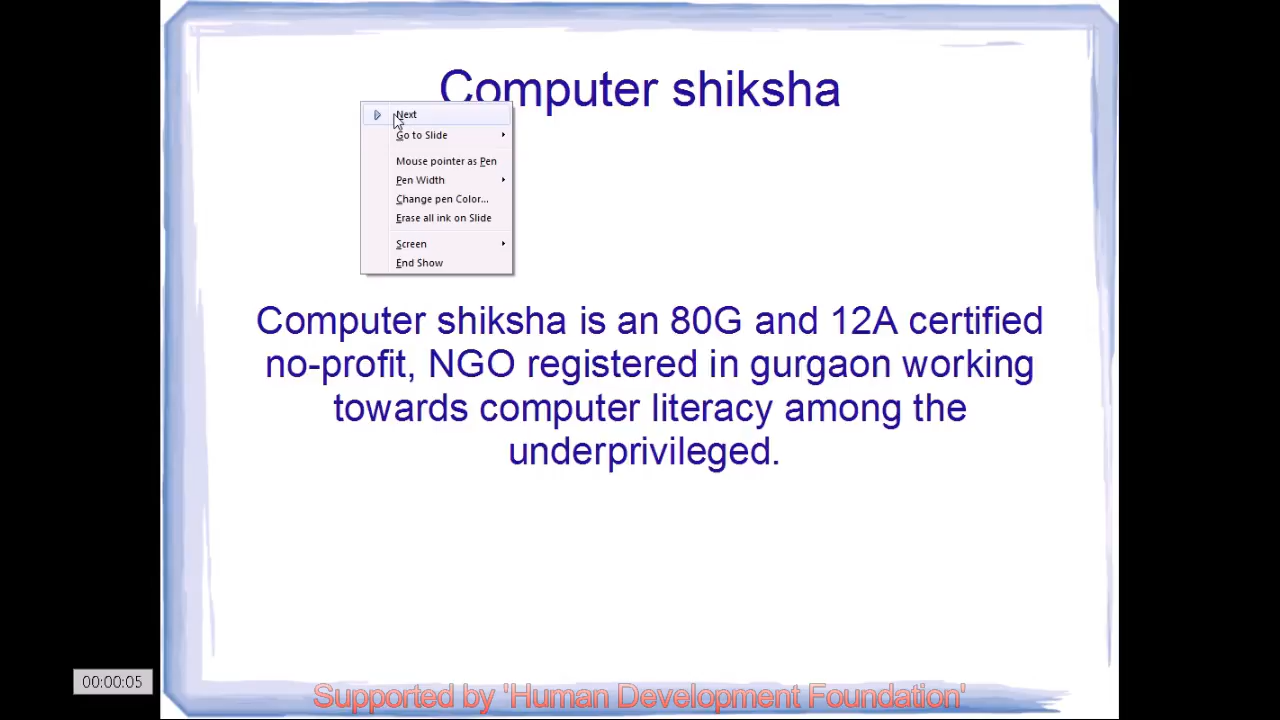 Computer shiksha
Next
Go to Slide
Mouse pointer as Pen
Pen Width
Change pen Color...
Erase all ink on Slide
Screen
End Show
Computer shiksha is an 80G and 12A certified
no-profit, NGO registered in gurgaon working
towards computer literacy among the
underprivileged.
00:00:05
Supported by 'Human Development Foundation'